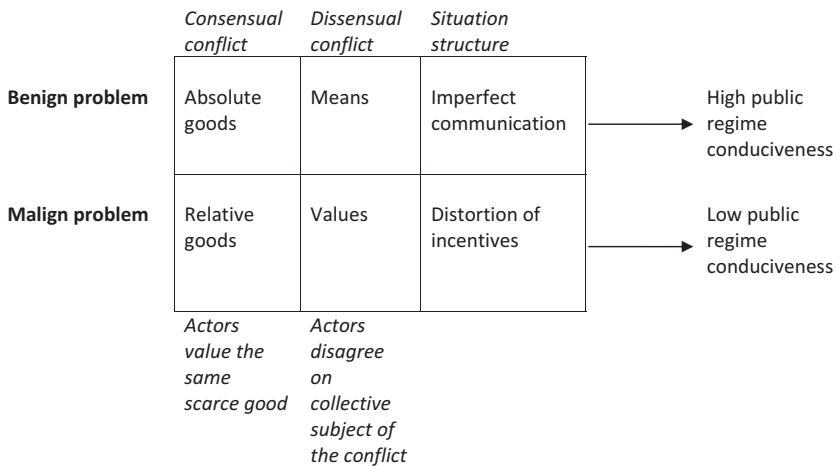 Consensual
conflict
Dissensual
conflict
Situation
structure
Benign problem
Absolute
goods
Means
Imperfect
communication
High public
regime
conduciveness
Malign problem
Relative
goods
Values
Distortion of
incentives
Low public
regime
conduciveness
Actors
value the
same
scarce good
Actors
disagree
on
collective
subject of
the conflict